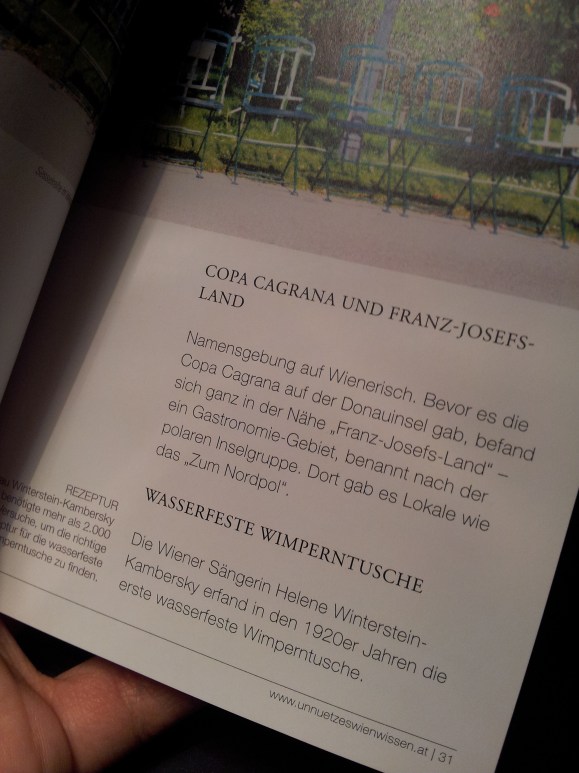 COPA CAGRANA UND FRANZ-JOSEFS-
LAND
Namensgebung auf Wienerisch. Bevor es die
Copa Cagrana auf der Donauinsel gab, befand
sich ganz in der Nähe „Franz-Josefs-Land“ –
ein Gastronomie-Gebiet, benannt nach der
polaren Inselgruppe. Dort gab es Lokale wie
das „Zum Nordpol“.
REZEPTUR
Winterstein-Kambersky
benötigte mehr als 2.000
um die richtige
für die wasserfeste
zu finden.
WASSERFESTE WIMPERNTUSCHE
Die Wiener Sängerin Helene Winterstein-
Kambersky erfand in den 1920er Jahren die
erste wasserfeste Wimperntusche.
www.unnuetzeswienwissen.at | 31